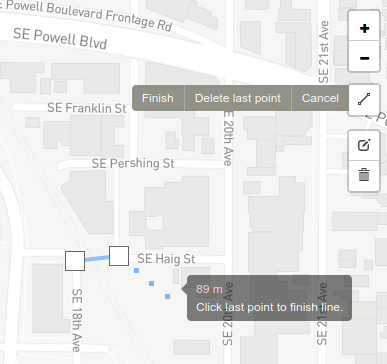 E Powell Boulevard Frontage Rd
SE Powell Blvd
SE 21st Ave
+
−
Finish
Delete last point
Cancel
SE Franklin St
SE 20th Ave
SE Pershing St
SE Haig St
89 m
Click last point to finish line.
SE 18th Ave
SE 20th Ave
SE 21st Ave